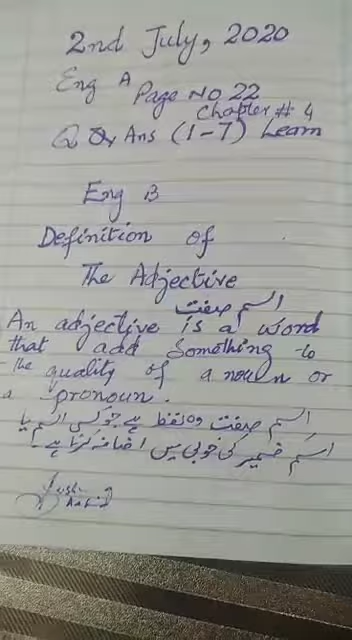 2nd July, 2020
Eng A
Page No 22
Chapter # 4
Q Ans (1-7) Learn
Eng B
Definition of
The Adjective
اسم صفت
An adjective is a word
that add something to
the quality of a noun or
a pronoun.
اسم صفت وہ لفظ ہے جو کسی اسم یا
اسم ضمیر کی خوبی میں اضافہ کرتا ہے۔